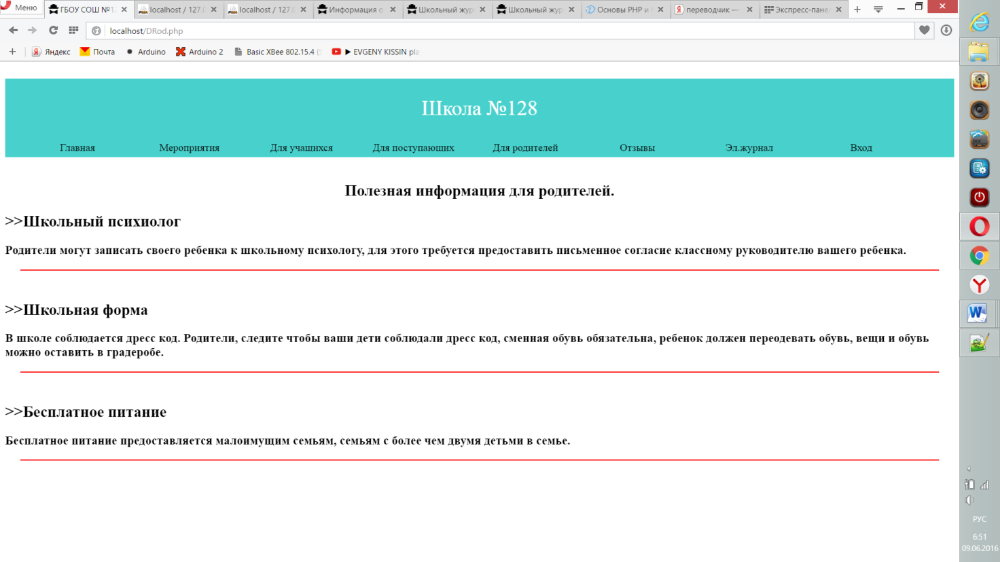 Меню
ГБОУ СОШ №12
localhost / 127.0
localhost / 127.0
Информация о
Школьный жур
Школьный жур
Основы PHP и
переводчик —
Экспресс-пане
localhost/DRod.php
Яндекс
Почта
Arduino
Arduino 2
Basic XBee 802.15.4 (S
EVGENY KISSIN pla
Школа №128
Главная
Мероприятия
Для учащихся
Для поступающих
Для родителей
Отзывы
Эл.журнал
Вход
Полезная информация для родителей.
>>Школьный псиxиолог
Родители могут записать своего ребенка к школьному психологу, для этого требуется предоставить письменное согласие классному руководителю вашего ребенка.
>>Школьная форма
В школе соблюдается дресс код. Родители, следите чтобы ваши дети соблюдали дресс код, сменная обувь обязательна, ребенок должен переодевать обувь, вещи и обувь
можно оставить в градеробе.
>>Бесплатное питание
Бесплатное питание предоставляется малоимущим семьям, семьям с более чем двумя детьми в семье.
РУС
6:51
09.06.2016